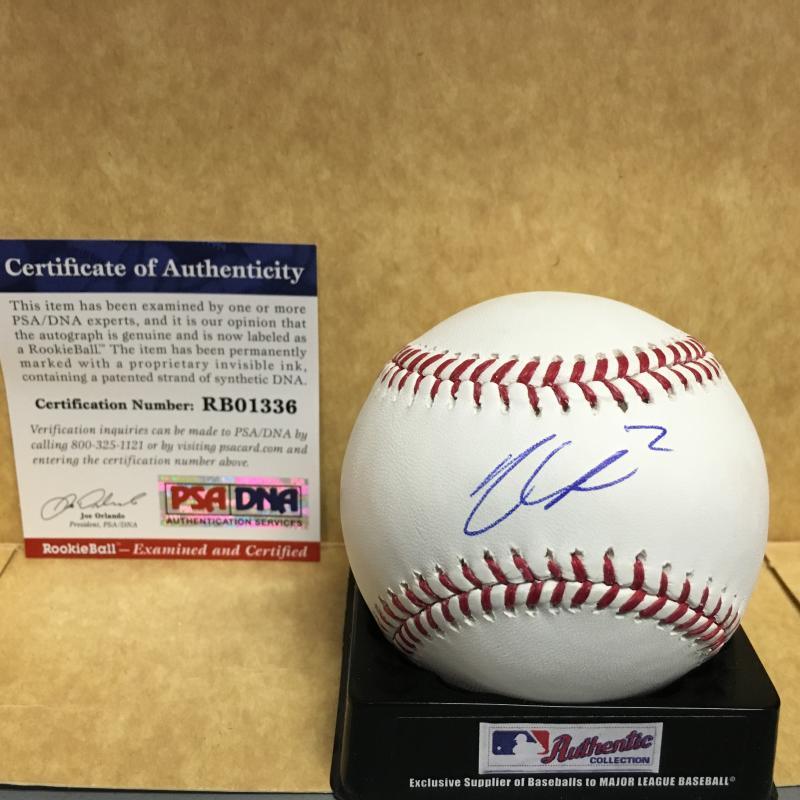 Certificate of Authenticity
This item has been examined by one or more
PSA/DNA experts, and it is our opinion that
the autograph is genuine and is now labeled as
a RookieBall.™ The item has been permanently
marked with a proprietary invisible ink,
containing a patented strand of synthetic DNA.
Certification Number: RB01336
Verification inquiries can be made to PSA/DNA by
calling 800-325-1121 or by visiting psacard.com and
entering the certification number above.
Joe Orlando
President, PSA/DNA
PSA DNA
AUTHENTICATION SERVICES
RookieBall™ — Examined and Certified
2
Authentic
COLLECTION
Exclusive Supplier of Baseballs to MAJOR LEAGUE BASEBALL®